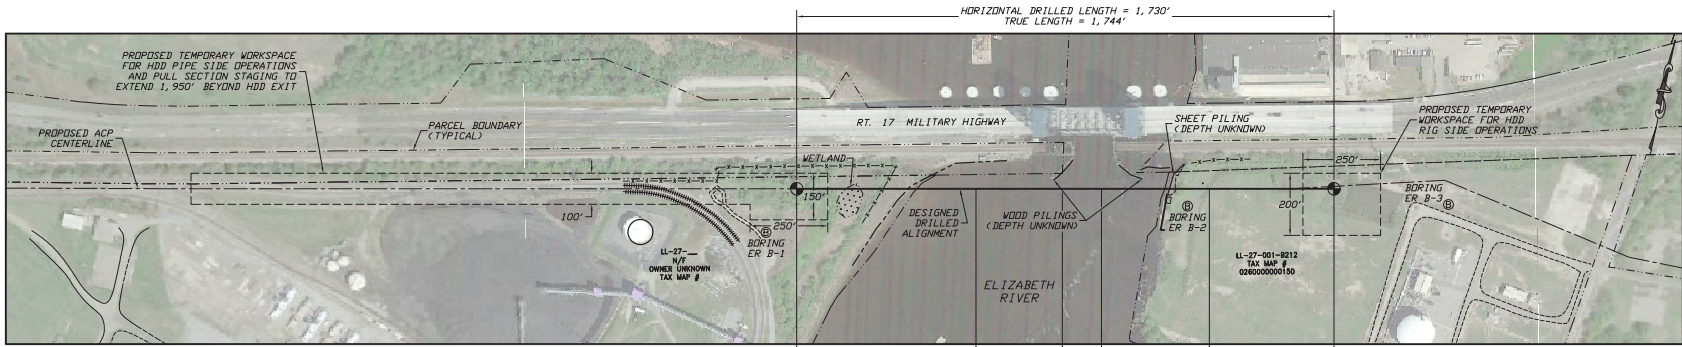 HORIZONTAL DRILLED LENGTH = 1,730'
TRUE LENGTH = 1,744'
PROPOSED TEMPORARY WORKSPACE
FOR HDD PIPE SIDE OPERATIONS
AND PULL SECTION STAGING TO
EXTEND 1,950' BEYOND HDD EXIT
PROPOSED ACP
CENTERLINE
PARCEL BOUNDARY
(TYPICAL)
RT. 17 MILITARY HIGHWAY
SHEET PILING
(DEPTH UNKNOWN)
PROPOSED TEMPORARY
WORKSPACE FOR HDD
RIG SIDE OPERATIONS
WETLAND
250'
150'
100'
250'
200'
B
BORING
ER B-1
DESIGNED
DRILLED
ALIGNMENT
WOOD PILINGS
(DEPTH UNKNOWN)
B
BORING
ER B-2
BORING
ER B-3
B
LL-27-__
N/F
OWNER UNKNOWN
TAX MAP #
ELIZABETH
RIVER
LL-27-001-B212
TAX MAP #
0260000000150